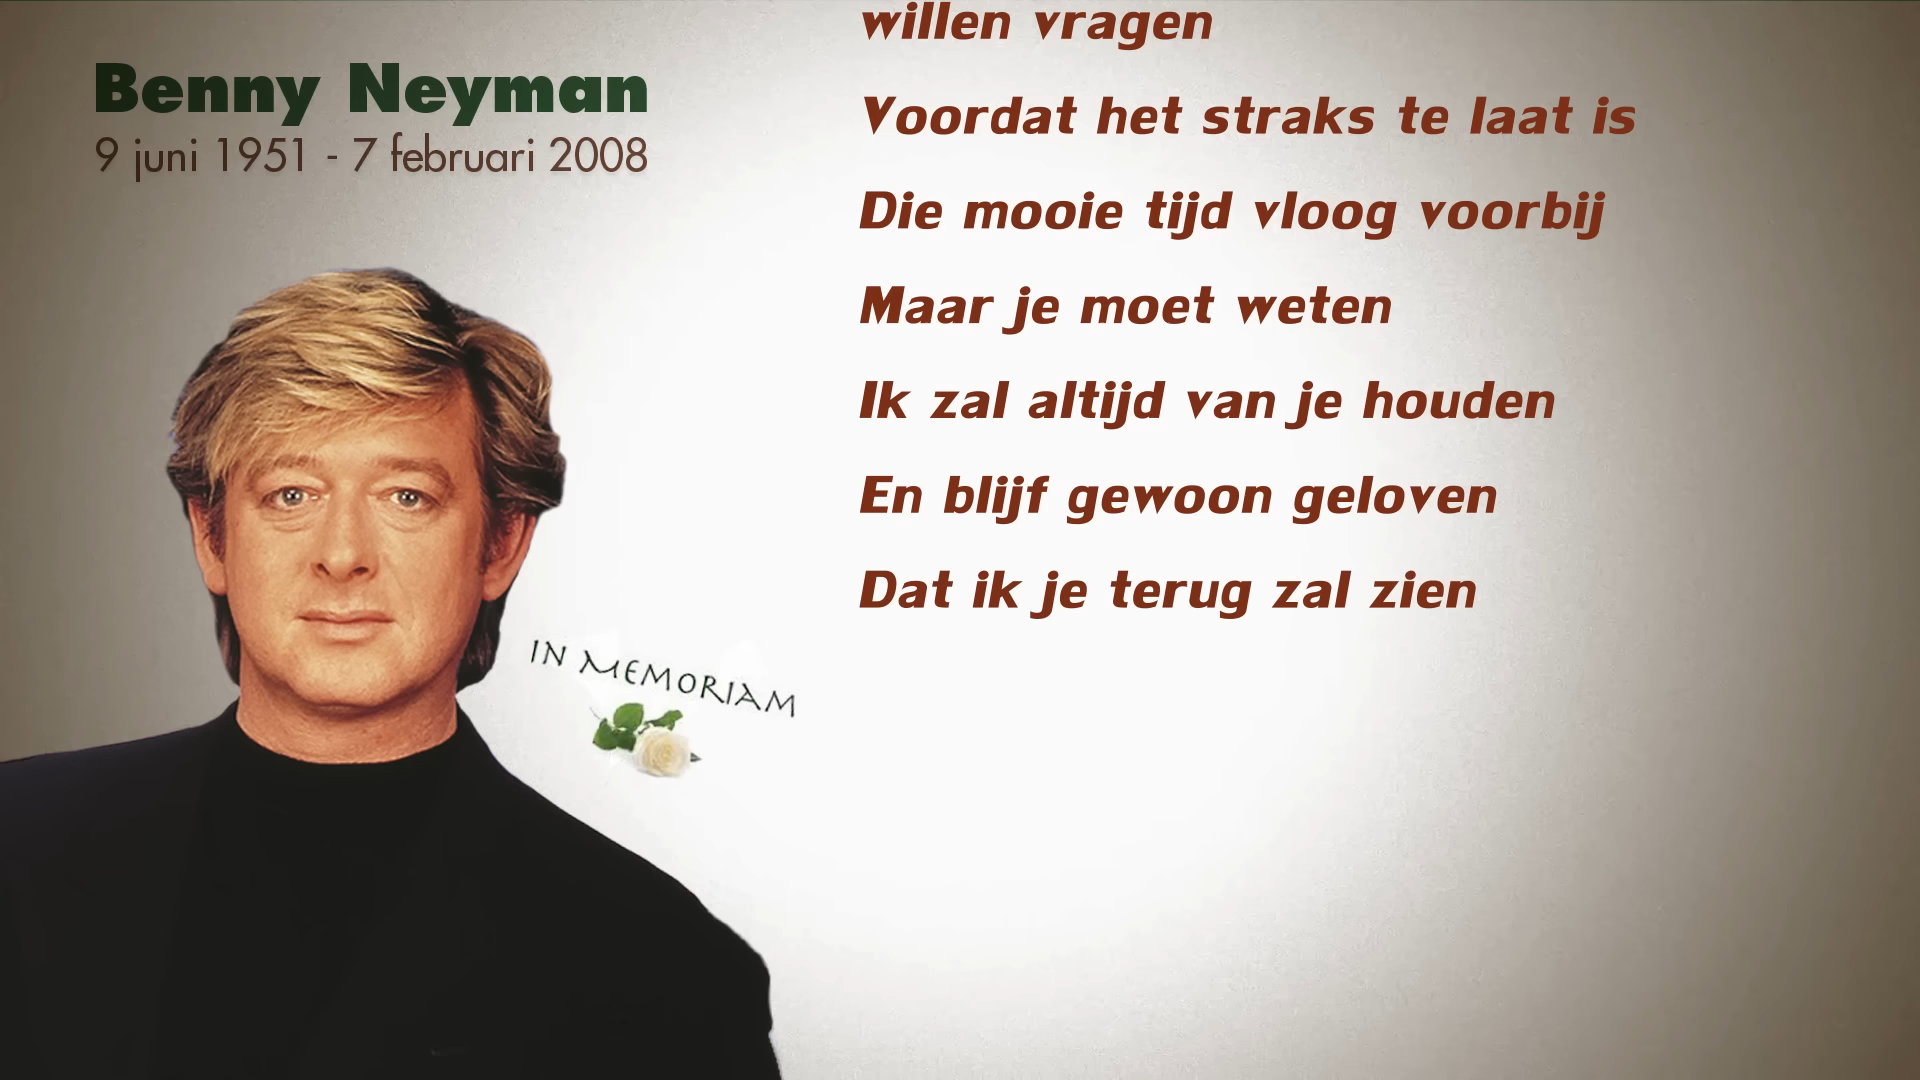 Benny Neyman
9 juni 1951 - 7 februari 2008
IN MEMORIAM
willen vragen
Voordat het straks te laat is
Die mooie tijd vloog voorbij
Maar je moet weten
Ik zal altijd van je houden
En blijf gewoon geloven
Dat ik je terug zal zien